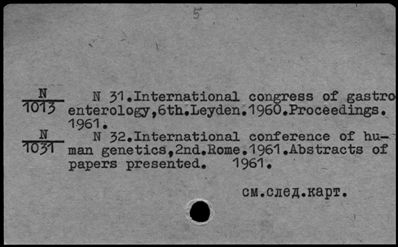 5
N
1013
N 31.International congress of gastro
enterology,6th.Leyden.1960.Proceedings.
1961.
N
1031
N 32.International conference of hu-
man genetics,2nd.Rome.1961.Abstracts of
papers presented. 1961.
см.след.карт.